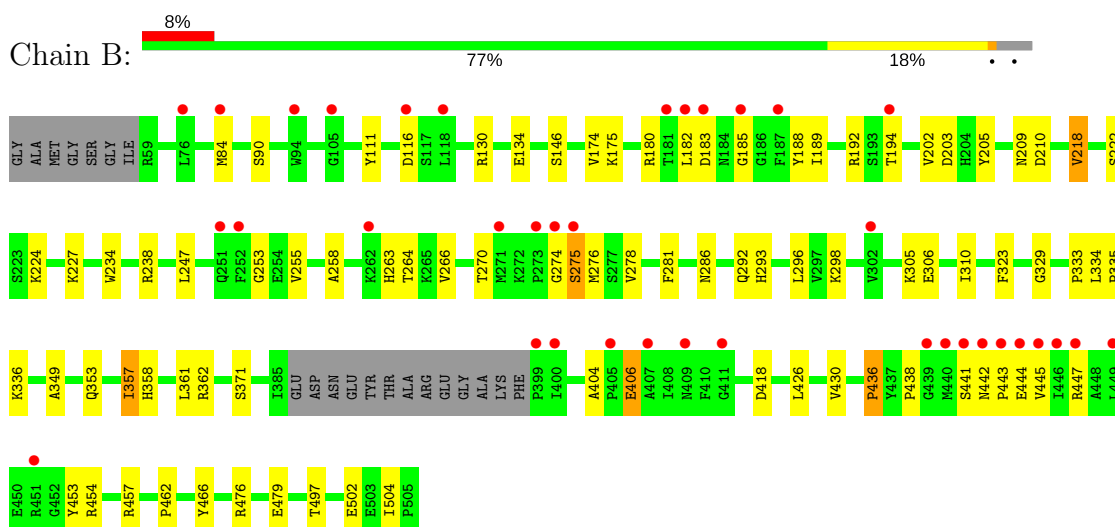 8%
Chain B:
77% 18% • •
GLY ALA MET GLY SER GLY ILE R59 L76 M84 S90 W94 G105 Y111 D116 S117 L118 R130 E134 S146 V174 K175 R180 T181 L182 D183 N184 G185 G186 F187 Y188 I189 R192 S193 T194 V202 D203 H204 Y205 N209 D210 V218
S223 K224 K227 W234 R238 L247 Q251 F252 G253 E254 V255 A258 K262 H263 T264 K265 V266 T270 M271 K272 P273 G274 S275 M276 S277 V278 F281 N286 Q292 H293 L296 V297 K298 V302 K305 E306 I310 F323 G329 P333 L334
K336 A349 Q353 I357 H358 L361 R362 S371 I385 GLU ASP ASN GLU TYR THR ALA ARG GLU GLY ALA LYS PHE P399 I400 A404 P405 E406 A407 I408 N409 F410 G411 D418 L426 V430 P436 Y437 P438 G439 M440 S441 N442 P443 E444 V445 I446 R447 A448
E450 R451 G452 Y453 R454 R457 P462 Y466 R476 E479 T497 E502 E503 I504 P505